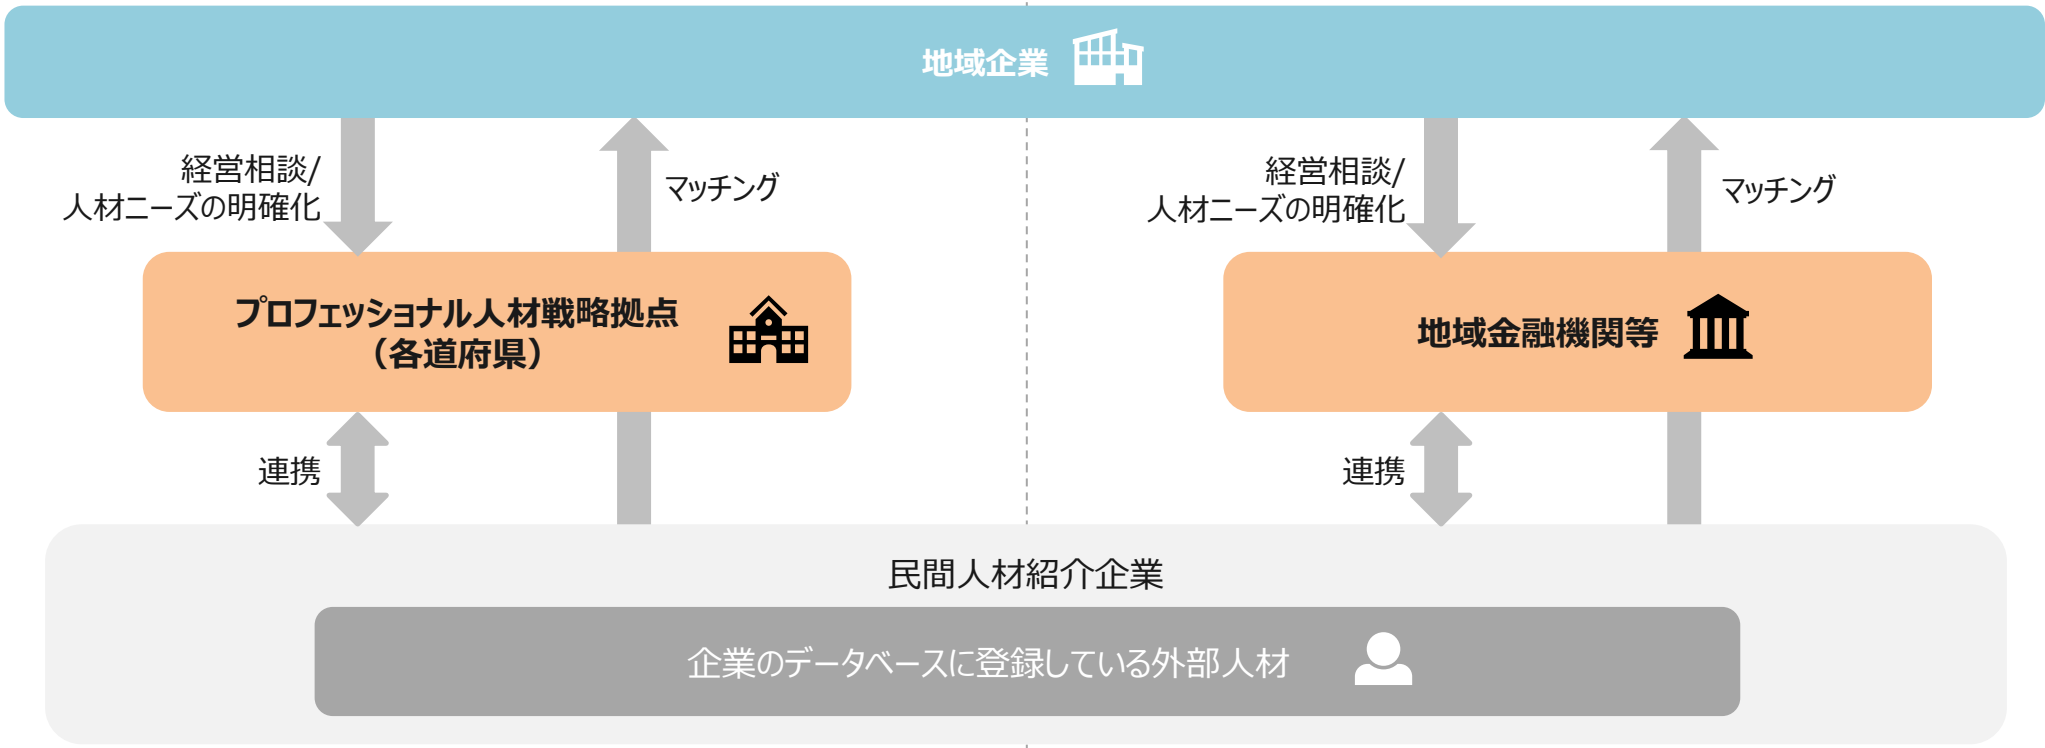 地域企業
経営相談/
人材ニーズの明確化
マッチング
経営相談/
人材ニーズの明確化
マッチング
プロフェッショナル人材戦略拠点
（各道府県）
地域金融機関等
連携
連携
民間人材紹介企業
企業のデータベースに登録している外部人材